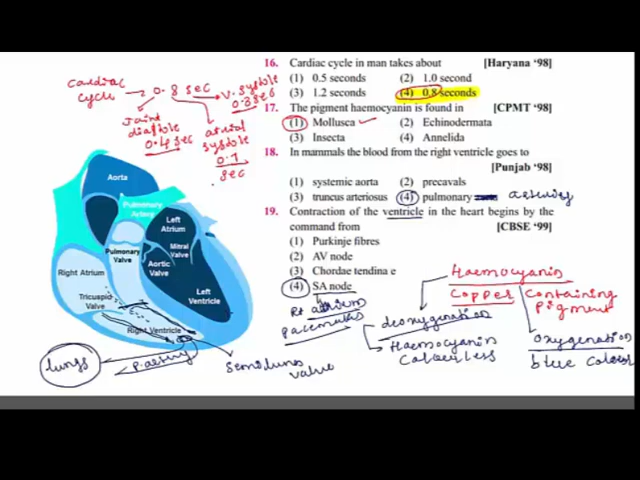 16. Cardiac cycle in man takes about [Haryana '98]
(1) 0.5 seconds (2) 1.0 second
(3) 1.2 seconds (4) 0.8 seconds
17. The pigment haemocyanin is found in [CPMT '98]
(1) Mollusca (2) Echinodermata
(3) Insecta (4) Annelida
18. In mammals the blood from the right ventricle goes to
[Punjab '98]
(1) systemic aorta (2) precavals
(3) truncus arteriosus (4) pulmonary
19. Contraction of the ventricle in the heart begins by the
command from [CBSE '99]
(1) Purkinje fibres
(2) AV node
(3) Chordae tendina e
(4) SA node
Cardiac
cycle
0.8 sec
V. systole
0.3 sec
Joint
diastole
0.4 sec
atrial
systole
0.1
sec
Aorta
Pulmonary
Artery
Left
Atrium
Pulmonary
Valve
Mitral
Valve
Aortic
Valve
Right Atrium
Left
Ventricle
Tricuspid
Valve
Right Ventricle
lungs
P. artery
Semilunar
valve
Rt atrium
Haemocyanin
Copper containing
pigment
deoxygenation
Haemocyanin
Colourless
oxygenation
blue colour